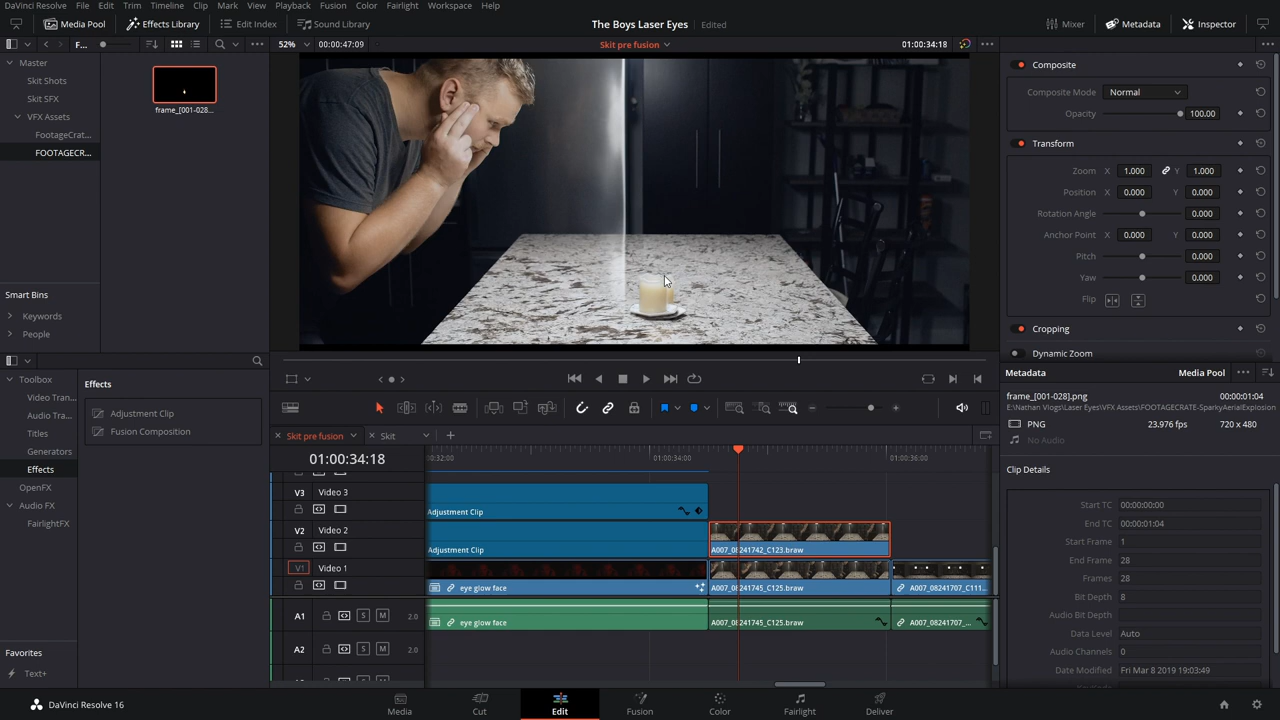 DaVinci Resolve File Edit Trim Timeline Clip Mark View Playback Fusion Color Fairlight Workspace Help
Media Pool Effects Library Edit Index Sound Library The Boys Laser Eyes Edited Mixer Metadata Inspector
F... 52% 00:00:47:09 Skit pre fusion 01:00:34:18
Master
Skit Shots
Skit SFX
VFX Assets
FootageCrat...
FOOTAGECR...
frame_[001-028...
Smart Bins
Keywords
People
Composite
Composite Mode Normal
Opacity 100.00
Transform
Zoom X 1.000 Y 1.000
Position X 0.000 Y 0.000
Rotation Angle 0.000
Anchor Point X 0.000 Y 0.000
Pitch 0.000
Yaw 0.000
Flip
Cropping
Dynamic Zoom
Toolbox
Video Tran...
Audio Tra...
Titles
Generators
Effects
OpenFX
Audio FX
FairlightFX
Favorites
Text+
Effects
Adjustment Clip
Fusion Composition
Skit pre fusion Skit
01:00:34:18
01:00:34:00 01:00:36:00
V3 Video 3
Adjustment Clip
V2 Video 2
Adjustment Clip A007_08241742_C123.braw
V1 Video 1
eye glow face A007_08241745_C125.braw A007_08241707_C111...
A1 S M 2.0
eye glow face A007_08241745_C125.braw A007_08241707_...
A2 S M 2.0
Metadata Media Pool
frame_[001-028].png 00:00:01:04
E:\Nathan Vlogs\Laser Eyes\VFX Assets\FOOTAGECRATE-SparkyAerialExplosion
PNG 23.976 fps 720 x 480
No Audio
Clip Details
Start TC 00:00:00:00
End TC 00:00:01:04
Start Frame 1
End Frame 28
Frames 28
Bit Depth 8
Audio Bit Depth
Data Level Auto
Audio Channels 0
Date Modified Fri Mar 8 2019 19:03:49
DaVinci Resolve 16
Media Cut Edit Fusion Color Fairlight Deliver